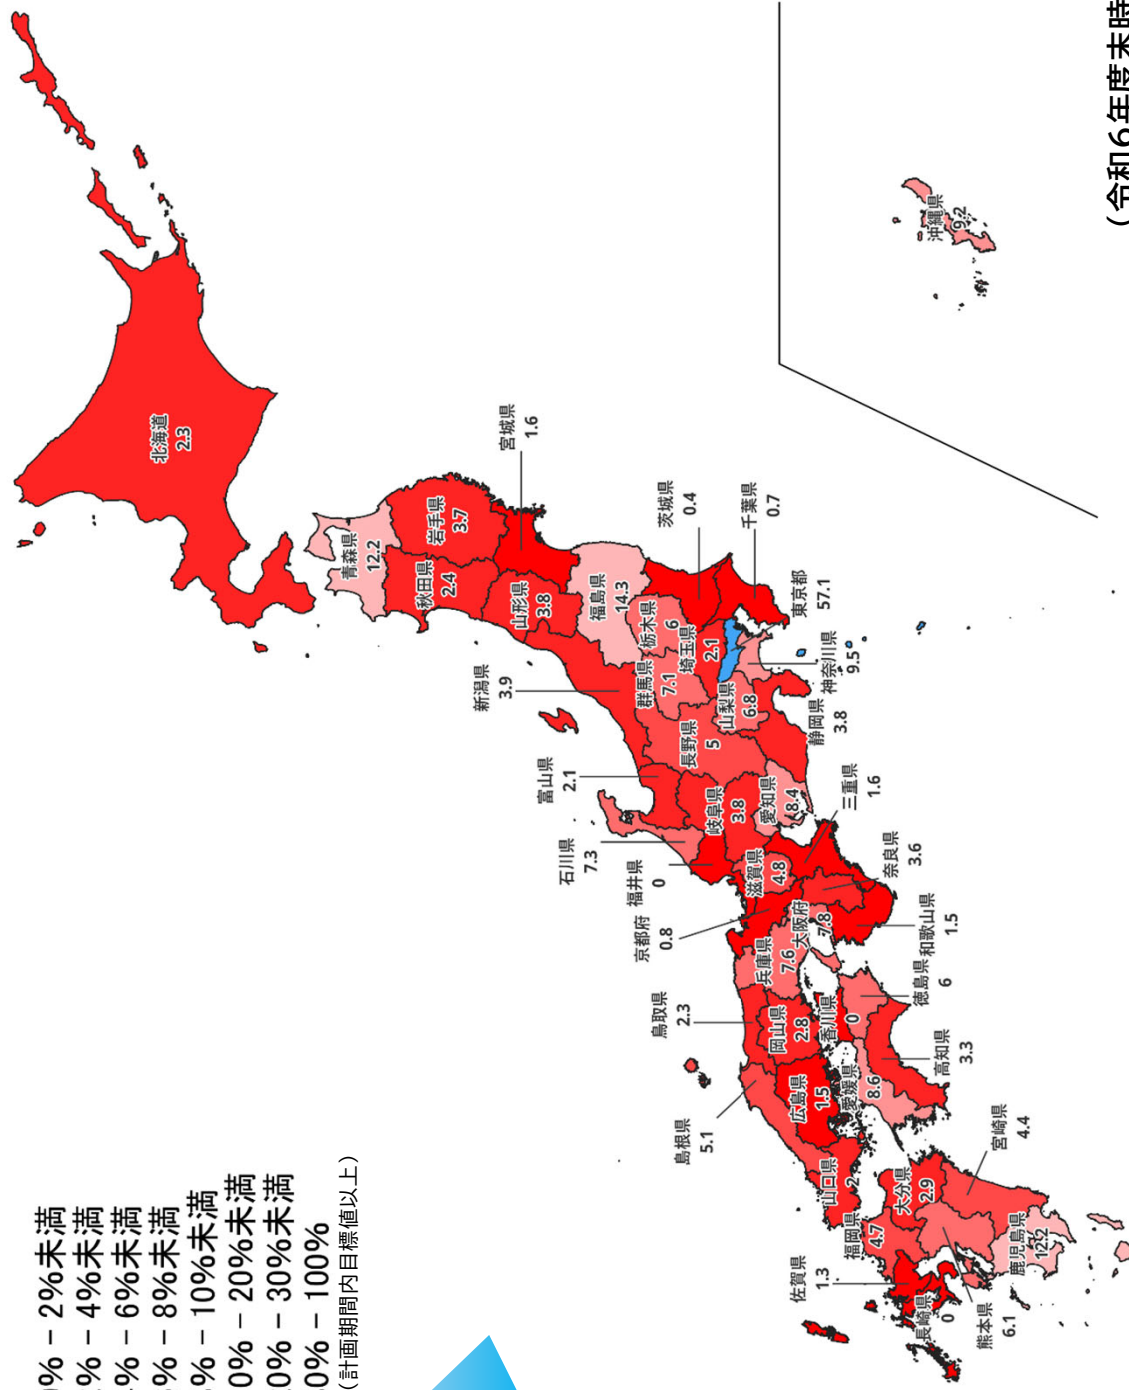 0% – 2%未満
2% – 4%未満
4% – 6%未満
6% – 8%未満
8% – 10%未満
0% – 20%未満
0% – 30%未満
0% – 100%
(計画期間内目標値以上)
北海道
2.3
青森県
12.2
岩手県
3.7
宮城県
1.6
秋田県
2.4
山形県
3.8
福島県
14.3
茨城県
0.4
栃木県
6
群馬県
7.1
埼玉県
2.1
千葉県
0.7
東京都
57.1
神奈川県
9.5
新潟県
3.9
富山県
2.1
石川県
7.3
福井県
0
山梨県
6.8
長野県
5
岐阜県
3.8
静岡県
3.8
愛知県
8.4
三重県
1.6
滋賀県
4.8
京都府
0.8
大阪府
7.8
兵庫県
7.6
奈良県
3.6
和歌山県
1.5
鳥取県
2.3
島根県
5.1
岡山県
2.8
広島県
1.5
山口県
2
徳島県
6
香川県
0
愛媛県
8.6
高知県
3.3
福岡県
4.7
佐賀県
1.3
長崎県
0
熊本県
6.1
大分県
2.9
宮崎県
4.4
鹿児島県
12.2
沖縄県
9.2
(令和6年度末時